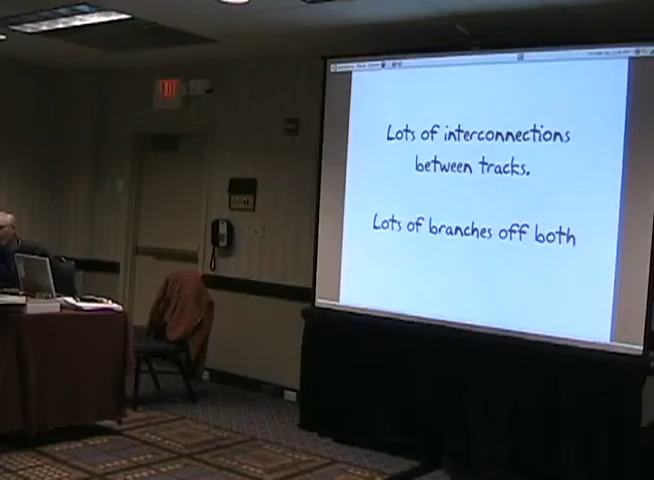 Lots of interconnections
between tracks.
Lots of branches off both